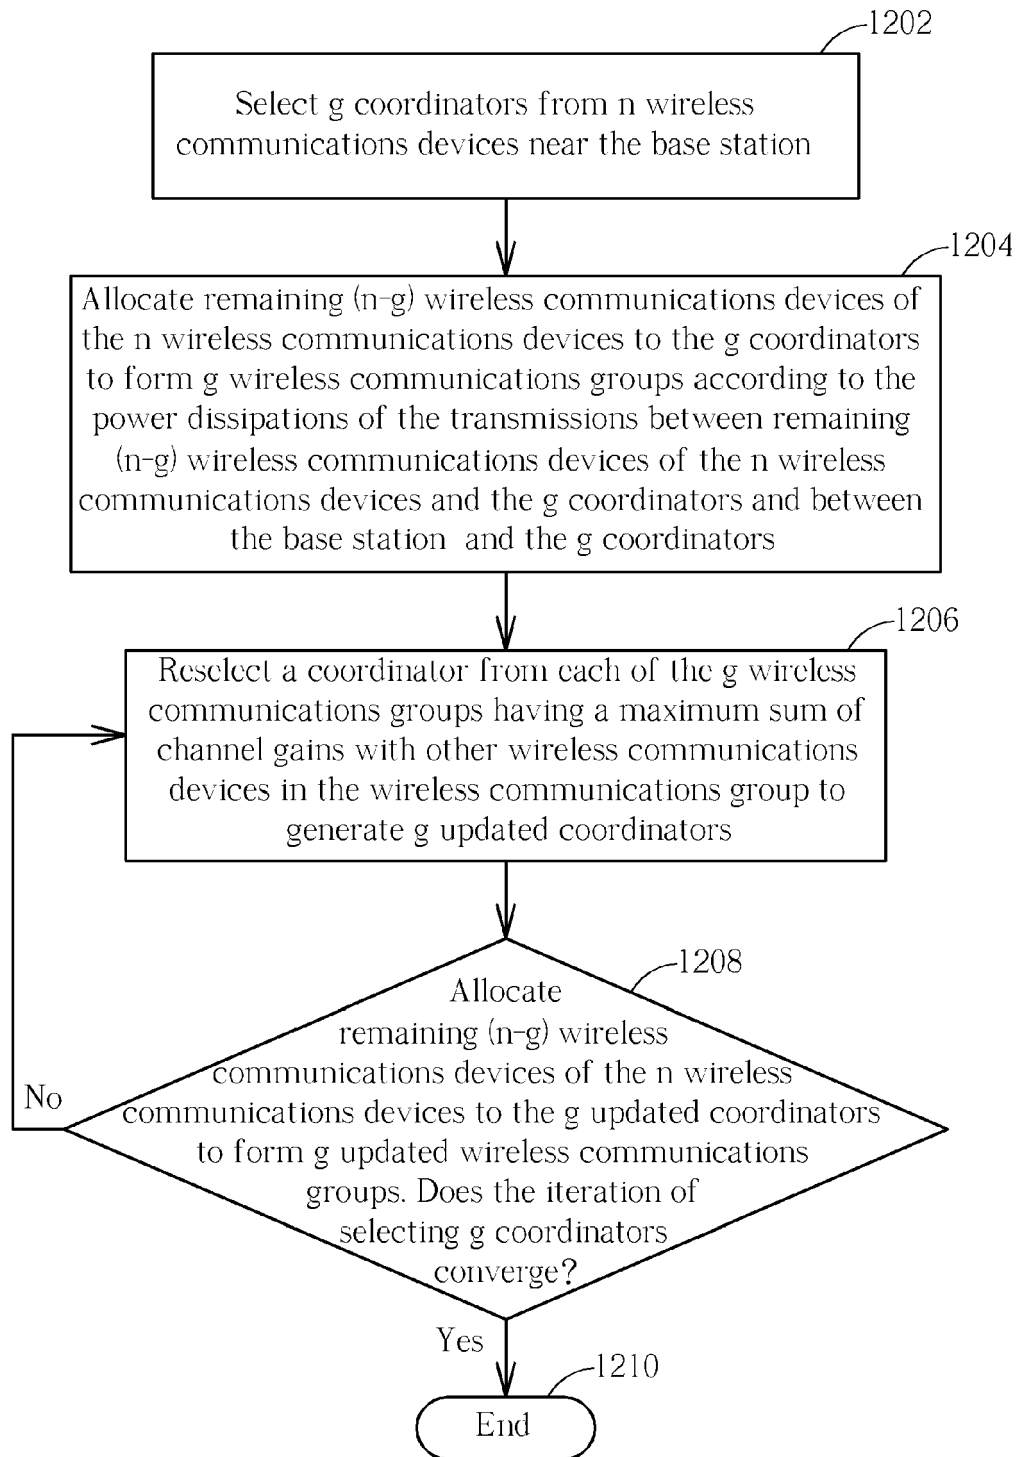 1202
Select g coordinators from n wireless
communications devices near the base station
1204
Allocate remaining (n-g) wireless communications devices of
the n wireless communications devices to the g coordinators
to form g wireless communications groups according to the
power dissipations of the transmissions between remaining
(n-g) wireless communications devices of the n wireless
communications devices and the g coordinators and between
the base station and the g coordinators
1206
Reselect a coordinator from each of the g wireless
communications groups having a maximum sum of
channel gains with other wireless communications
devices in the wireless communications group to
generate g updated coordinators
1208
Allocate
remaining (n-g) wireless
communications devices of the n wireless
communications devices to the g updated coordinators
to form g updated wireless communications
groups. Does the iteration of
selecting g coordinators
converge?
No
Yes
1210
End